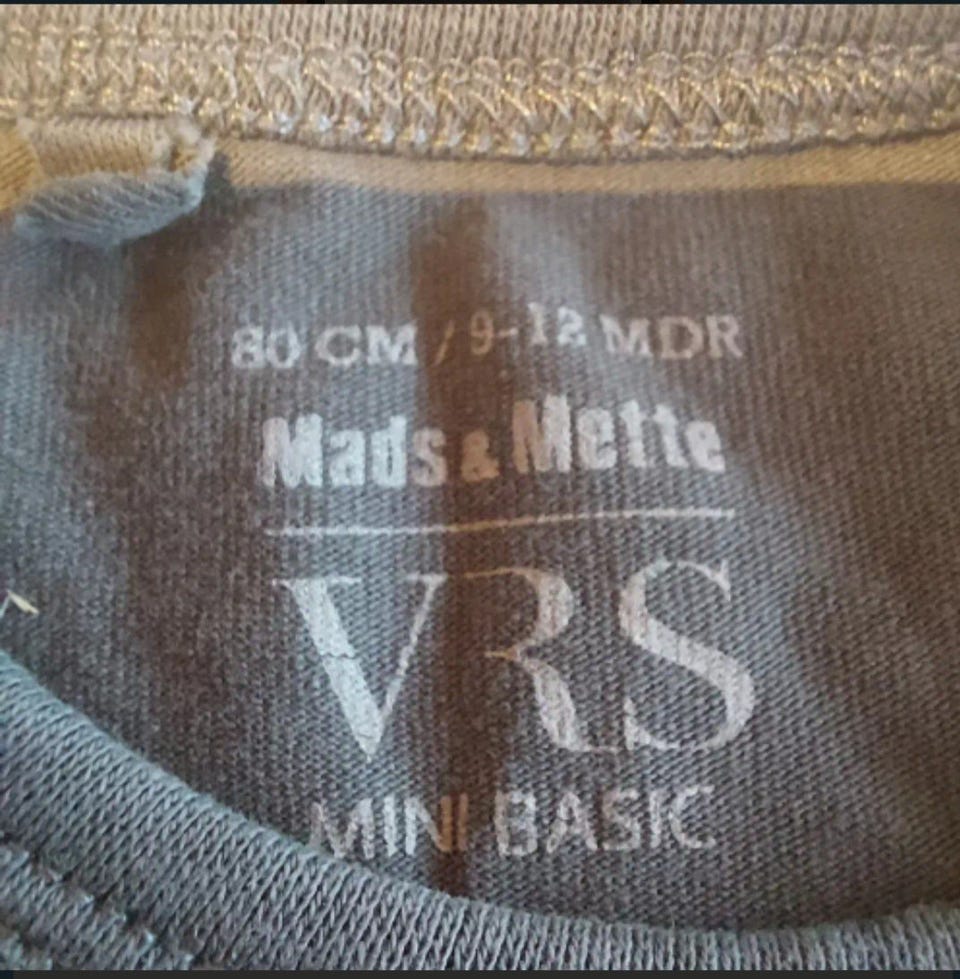 80 CM / 9-12 MDR
Mads & Mette
VRS
MINI BASIC